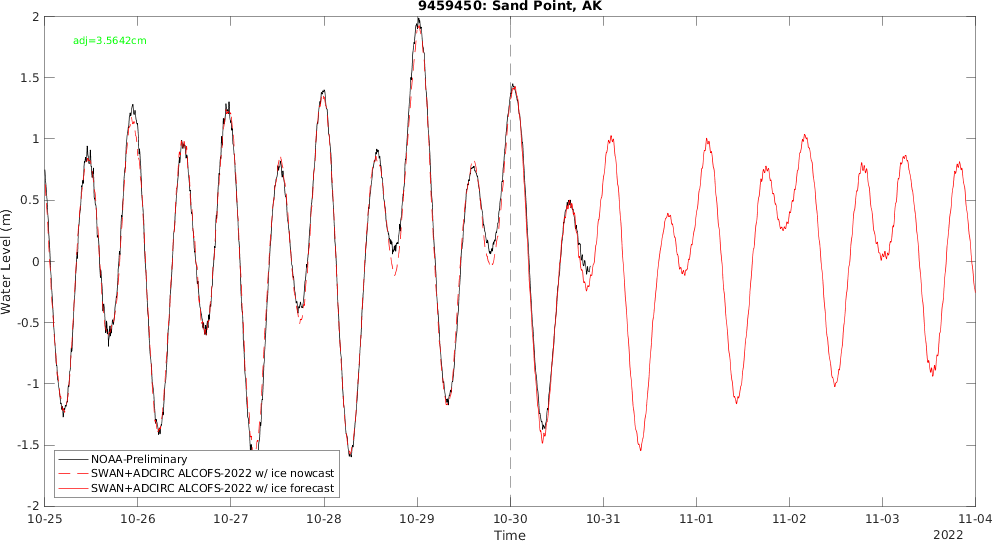 9459450: Sand Point, AK
adj=3.5642cm
Water Level (m)
2
1.5
1
0.5
0
-0.5
-1
-1.5
-2
NOAA-Preliminary
SWAN+ADCIRC ALCOFS-2022 w/ ice nowcast
SWAN+ADCIRC ALCOFS-2022 w/ ice forecast
10-25 10-26 10-27 10-28 10-29 10-30 10-31 11-01 11-02 11-03 11-04
Time
2022